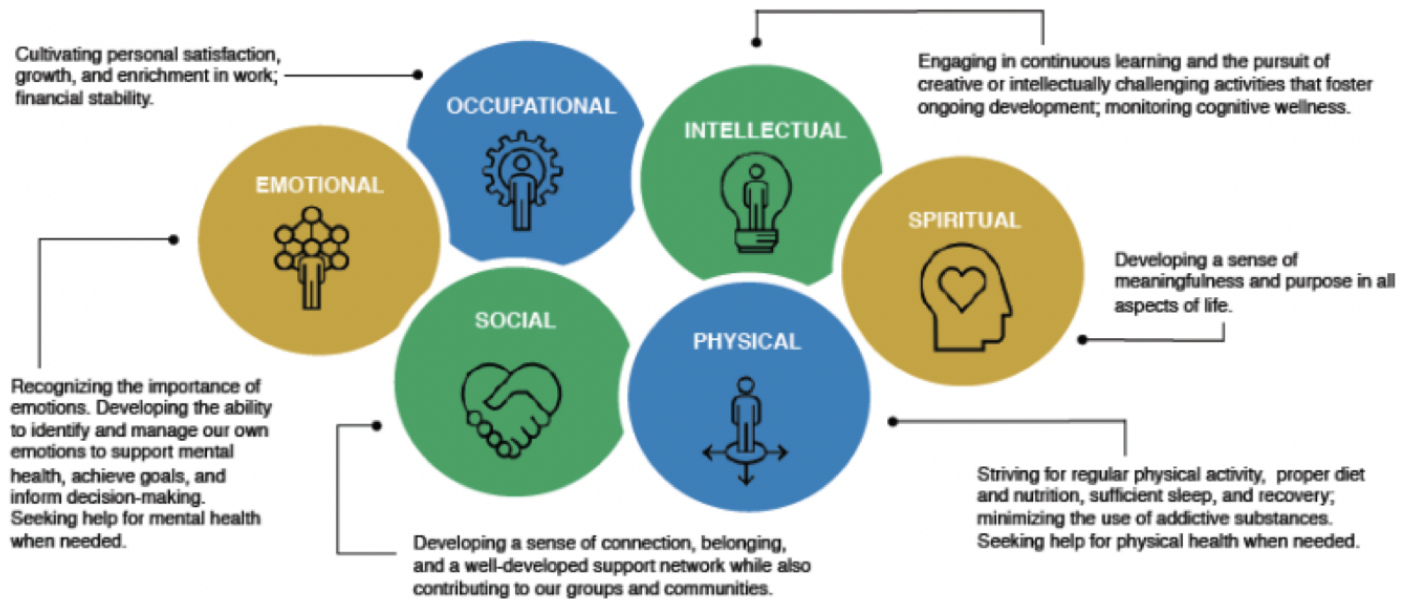 Cultivating personal satisfaction,
growth, and enrichment in work;
financial stability.
OCCUPATIONAL
Engaging in continuous learning and the pursuit of
creative or intellectually challenging activities that foster
ongoing development; monitoring cognitive wellness.
INTELLECTUAL
EMOTIONAL
SPIRITUAL
Developing a sense of
meaningfulness and purpose in all
aspects of life.
SOCIAL
PHYSICAL
Recognizing the importance of
emotions. Developing the ability
to identify and manage our own
emotions to support mental
health, achieve goals, and
inform decision-making.
Seeking help for mental health
when needed.
Developing a sense of connection, belonging,
and a well-developed support network while also
contributing to our groups and communities.
Striving for regular physical activity, proper diet
and nutrition, sufficient sleep, and recovery;
minimizing the use of addictive substances.
Seeking help for physical health when needed.